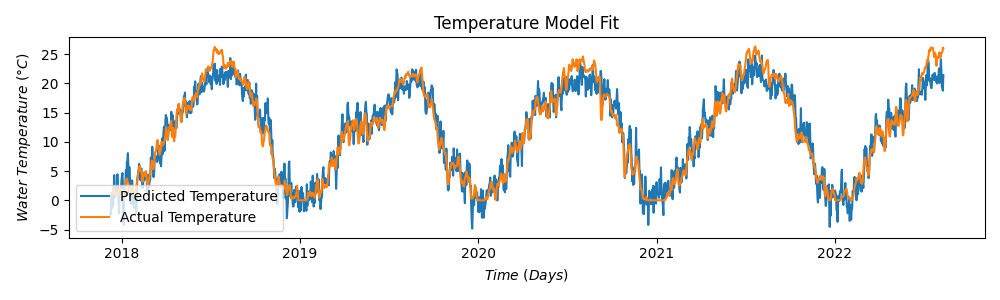 Temperature Model Fit
Water Temperature (°C)
25
20
15
10
5
0
−5
Predicted Temperature
Actual Temperature
2018 2019 2020 2021 2022
Time (Days)